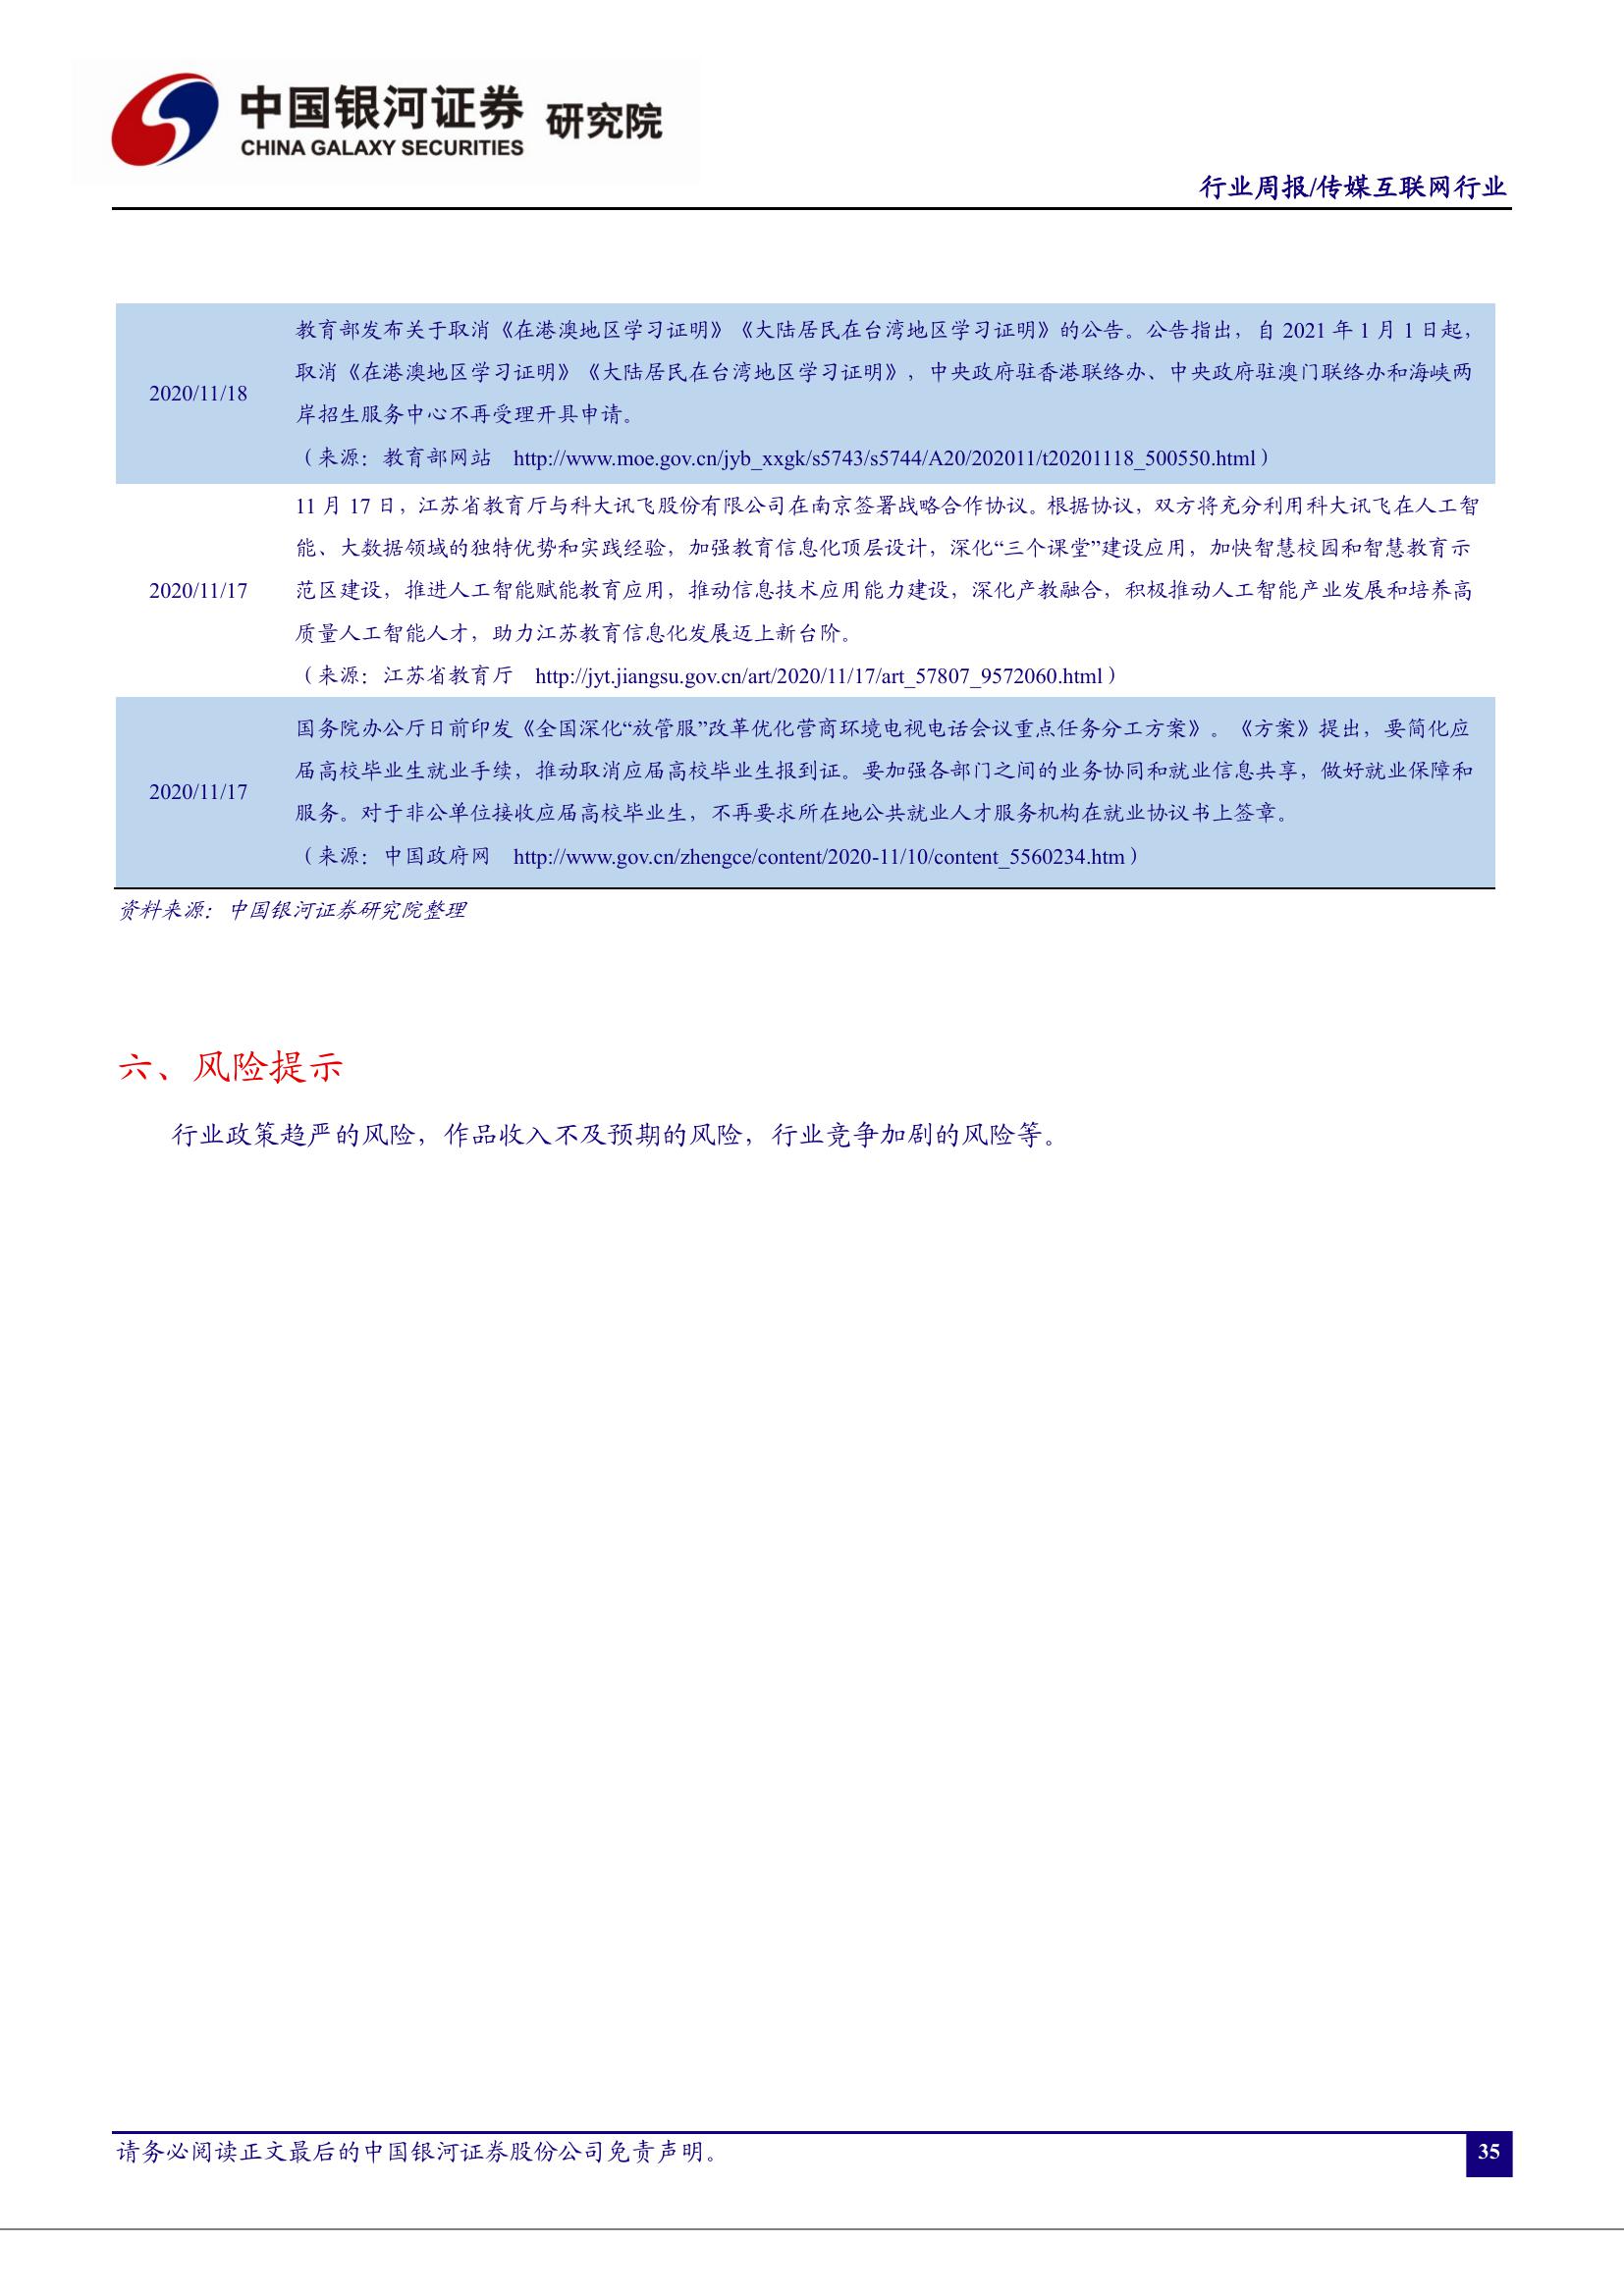 中国银河证券 研究院
CHINA GALAXY SECURITIES
行业周报/传媒互联网行业
2020/11/18
教育部发布关于取消《在港澳地区学习证明》《大陆居民在台湾地区学习证明》的公告。公告指出，自 2021 年 1 月 1 日起，
取消《在港澳地区学习证明》《大陆居民在台湾地区学习证明》，中央政府驻香港联络办、中央政府驻澳门联络办和海峡两
岸招生服务中心不再受理开具申请。
（来源：教育部网站　http://www.moe.gov.cn/jyb_xxgk/s5743/s5744/A20/202011/t20201118_500550.html）
2020/11/17
11 月 17 日，江苏省教育厅与科大讯飞股份有限公司在南京签署战略合作协议。根据协议，双方将充分利用科大讯飞在人工智
能、大数据领域的独特优势和实践经验，加强教育信息化顶层设计，深化“三个课堂”建设应用，加快智慧校园和智慧教育示
范区建设，推进人工智能赋能教育应用，推动信息技术应用能力建设，深化产教融合，积极推动人工智能产业发展和培养高
质量人工智能人才，助力江苏教育信息化发展迈上新台阶。
（来源：江苏省教育厅　http://jyt.jiangsu.gov.cn/art/2020/11/17/art_57807_9572060.html）
2020/11/17
国务院办公厅日前印发《全国深化“放管服”改革优化营商环境电视电话会议重点任务分工方案》。《方案》提出，要简化应
届高校毕业生就业手续，推动取消应届高校毕业生报到证。要加强各部门之间的业务协同和就业信息共享，做好就业保障和
服务。对于非公单位接收应届高校毕业生，不再要求所在地公共就业人才服务机构在就业协议书上签章。
（来源：中国政府网　http://www.gov.cn/zhengce/content/2020-11/10/content_5560234.htm）
资料来源：中国银河证券研究院整理
六、风险提示
行业政策趋严的风险，作品收入不及预期的风险，行业竞争加剧的风险等。
请务必阅读正文最后的中国银河证券股份公司免责声明。
35